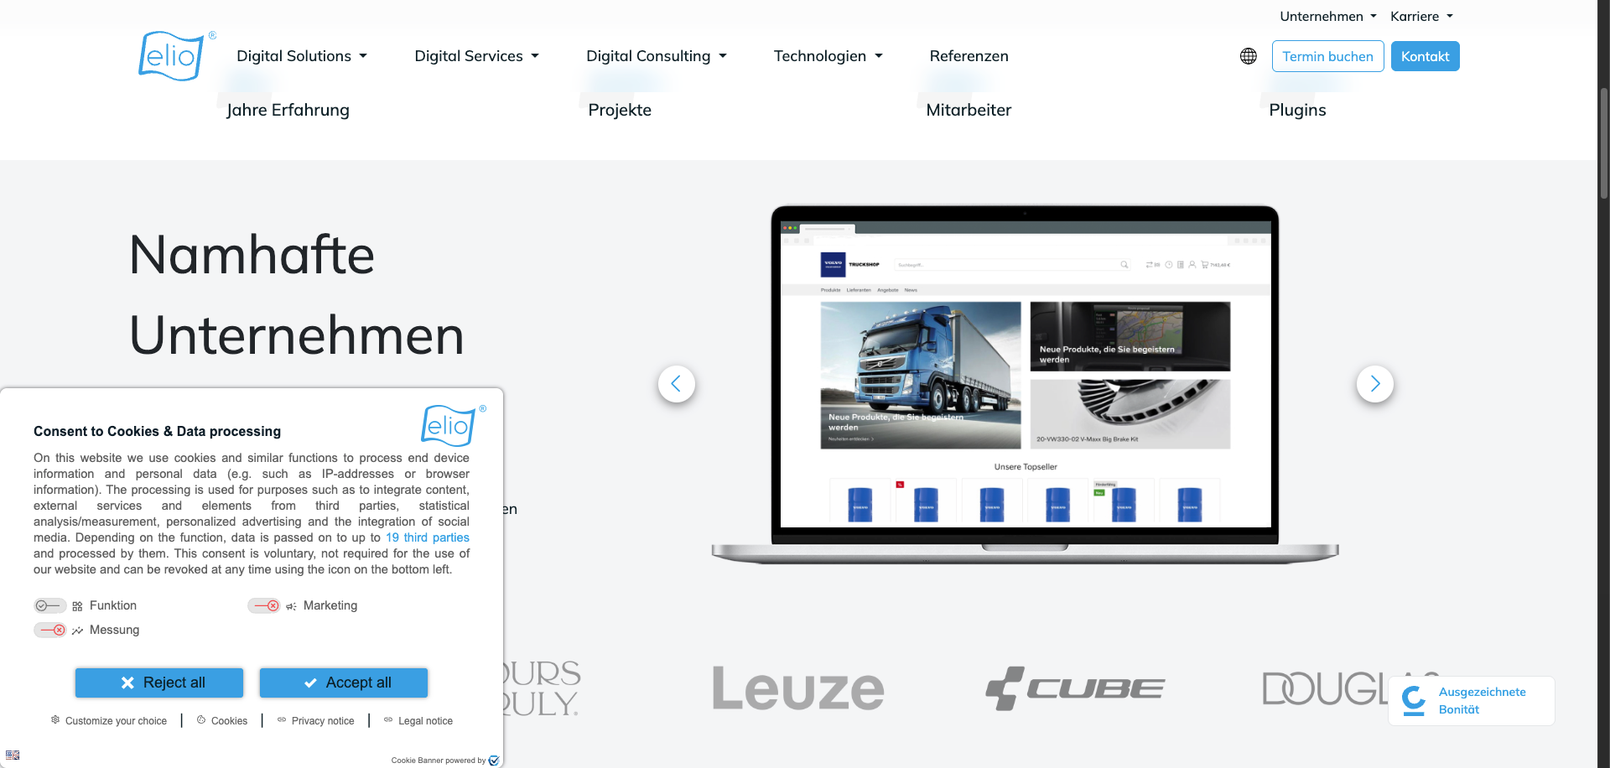 Unternehmen
Karriere
elio®
Digital Solutions
Digital Services
Digital Consulting
Technologien
Referenzen
Termin buchen
Kontakt
Jahre Erfahrung
Projekte
Mitarbeiter
Plugins
Namhafte
Unternehmen
en
VOLVO
TRUCKSHOP
Suchbegriff...
Produkte
Lieferanten
Angebote
News
Neue Produkte, die Sie begeistern
werden
Neuheiten entdecken
Neue Produkte, die Sie begeistern
werden
20-VW330-02 V-Maxx Big Brake Kit
Unsere Topseller
elio®
Consent to Cookies & Data processing
On this website we use cookies and similar functions to process end device
information and personal data (e.g. such as IP-addresses or browser
information). The processing is used for purposes such as to integrate content,
external services and elements from third parties, statistical
analysis/measurement, personalized advertising and the integration of social
media. Depending on the function, data is passed on to up to 19 third parties
and processed by them. This consent is voluntary, not required for the use of
our website and can be revoked at any time using the icon on the bottom left.
Funktion
Marketing
Messung
Reject all
Accept all
Customize your choice
Cookies
Privacy notice
Legal notice
Cookie Banner powered by
OURS
RULY.
Leuze
CUBE
DOUGLAS
Ausgezeichnete
Bonität